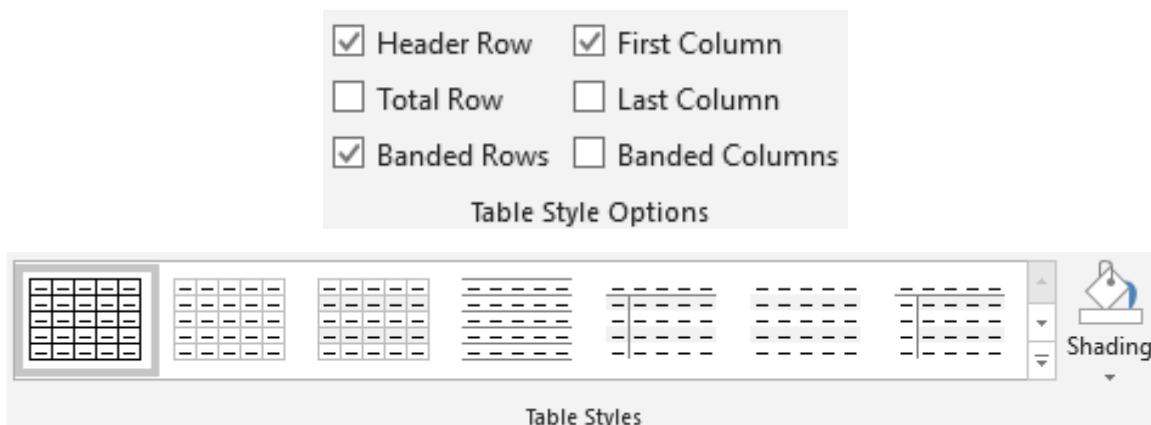 Header Row First Column
Total Row Last Column
Banded Rows Banded Columns
Table Style Options
Shading
Table Styles